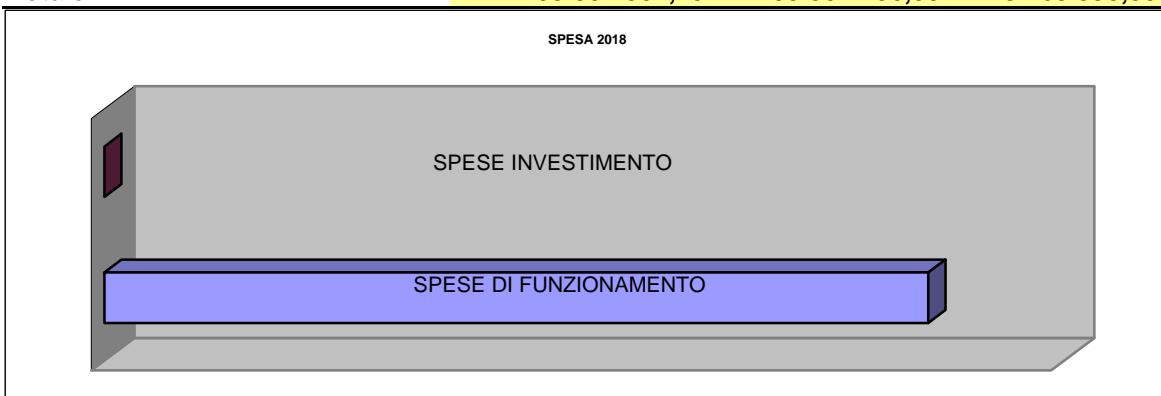 SPESA 2018
SPESE INVESTIMENTO
SPESE DI FUNZIONAMENTO